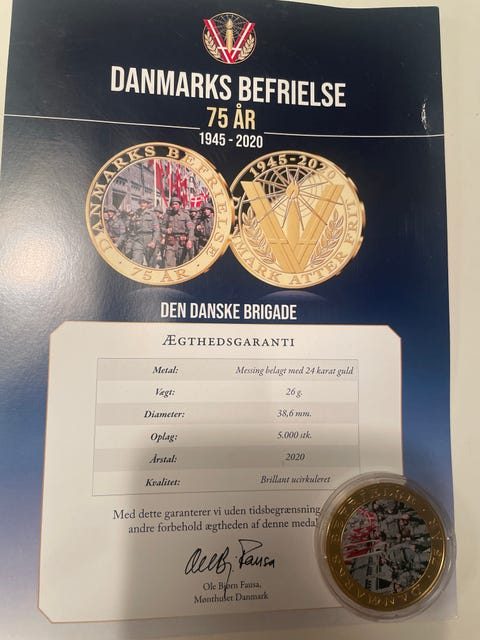 DANMARKS BEFRIELSE
75 ÅR
1945 - 2020
DANMARKS BEFRIELSE
· 75 ÅR ·
· 1945-2020 ·
MARK ATTER FRIT
DEN DANSKE BRIGADE
ÆGTHEDSGARANTI
Metal: Messing belagt med 24 karat guld
Vægt: 26 g.
Diameter: 38,6 mm.
Oplag: 5.000 stk.
Årstal: 2020
Kvalitet: Brillant ucirkuleret
Med dette garanterer vi uden tidsbegrænsning
andre forbehold ægtheden af denne medal
Ole Bjørn Fausa,
Mønthuset Danmark